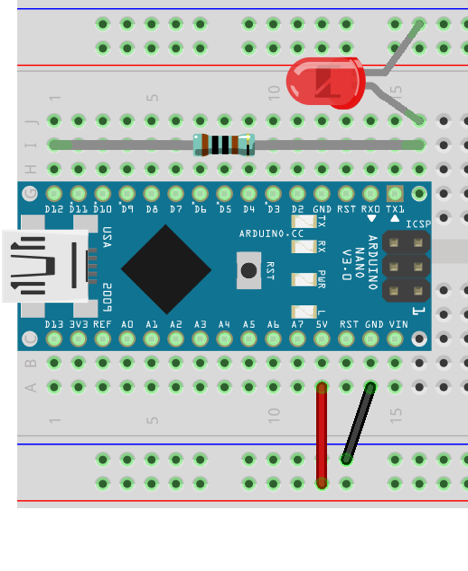 1 5 10 15
J
I
H
G
D12 D11 D10 D9 D8 D7 D6 D5 D4 D3 D2 GND RST RX0 TX1
TX
RX
PWR
L
ARDUINO.CC
RST
ARDUINO
NANO
V3.0
ICSP
1
USA
2009
D13 3V3 REF A0 A1 A2 A3 A4 A5 A6 A7 5V RST GND VIN
C
B
A
1 5 10 15